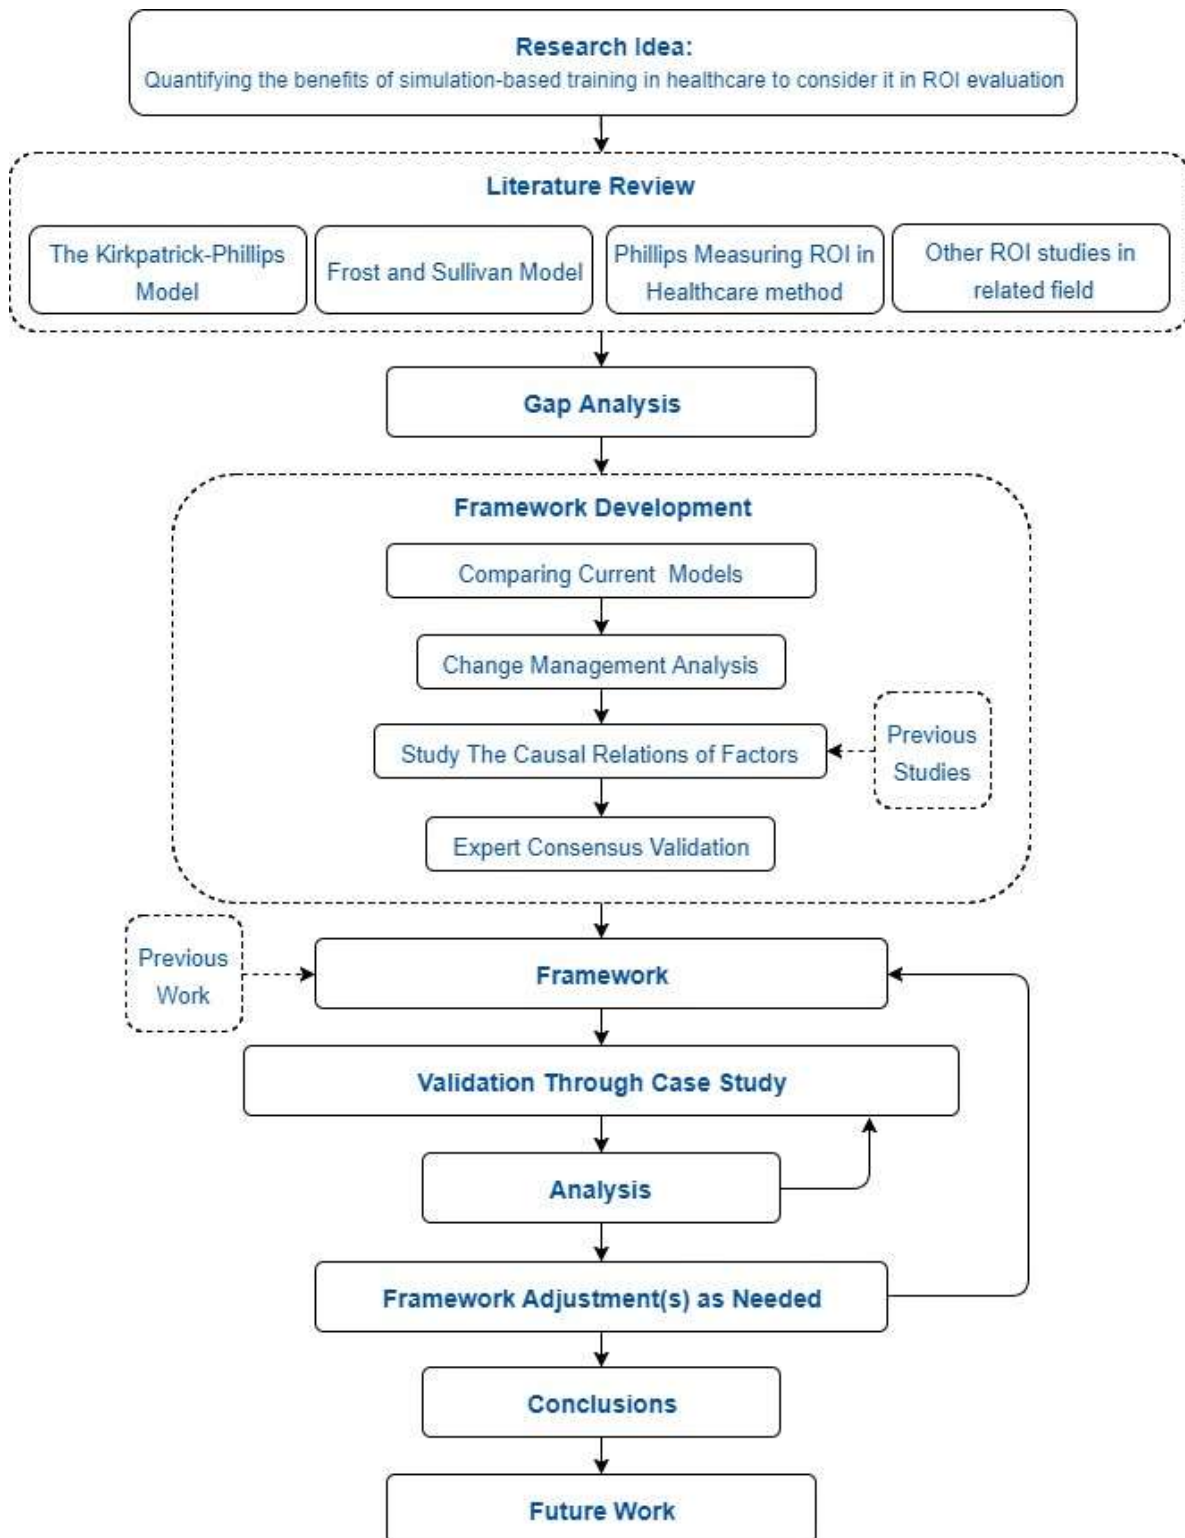 Research Idea:
Quantifying the benefits of simulation-based training in healthcare to consider it in ROI evaluation
Literature Review
The Kirkpatrick-Phillips
Model
Frost and Sullivan Model
Phillips Measuring ROI in
Healthcare method
Other ROI studies in
related field
Gap Analysis
Framework Development
Comparing Current  Models
Change Management Analysis
Study The Causal Relations of Factors
Previous
Studies
Expert Consensus Validation
Previous
Work
Framework
Validation Through Case Study
Analysis
Framework Adjustment(s) as Needed
Conclusions
Future Work